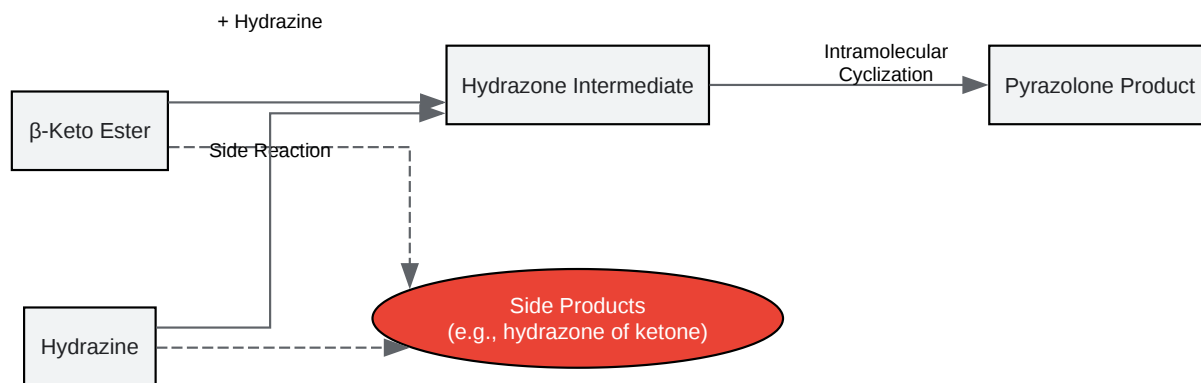 + Hydrazine
Intramolecular
Cyclization
Hydrazone Intermediate
Pyrazolone Product
β-Keto Ester
Side Reaction
Side Products
(e.g., hydrazone of ketone)
Hydrazine